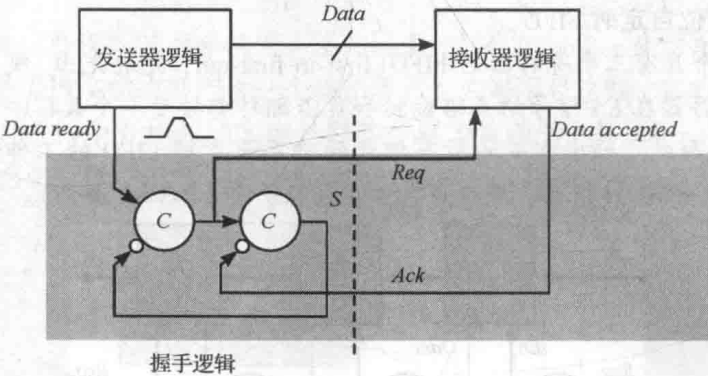 Data
发送器逻辑
接收器逻辑
Data ready
Data accepted
Req
S
C
C
Ack
握手逻辑